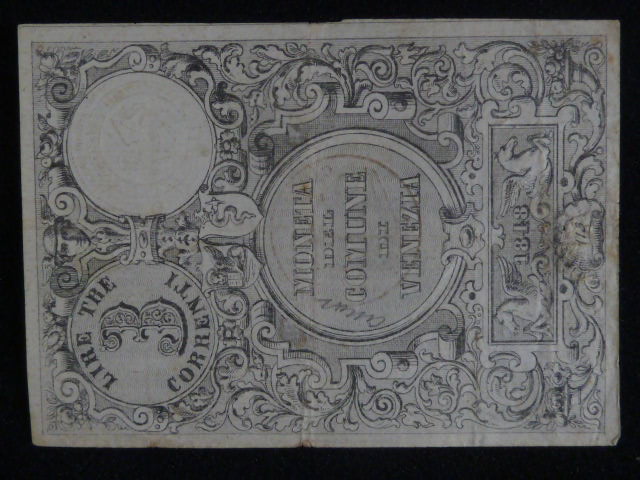 LIRE TRE
3
CORRENTI
MONETA
DEL
COMUNE
DI
VENEZIA
1848